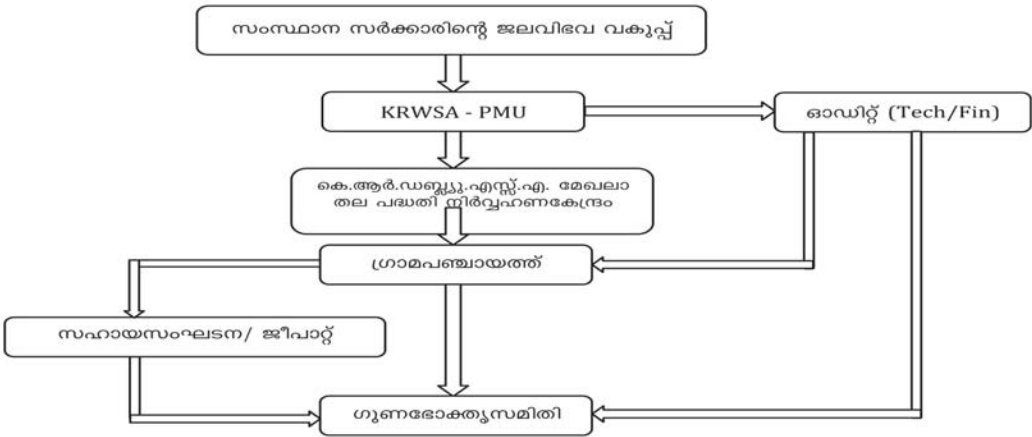 സംസ്ഥാന സർക്കാരിന്റെ ജലവിഭവ വകുപ്പ്
KRWSA - PMU
ഓഡിറ്റ് (Tech/Fin)
കെ.ആർ.ഡബ്ല്യു.എസ്സ്.എ. മേഖലാ
തല പദ്ധതി നിർവ്വഹണകേന്ദ്രം
ഗ്രാമപഞ്ചായത്ത്
സഹായസംഘടന/ ജീപാറ്റ്
ഗുണഭോക്തൃസമിതി